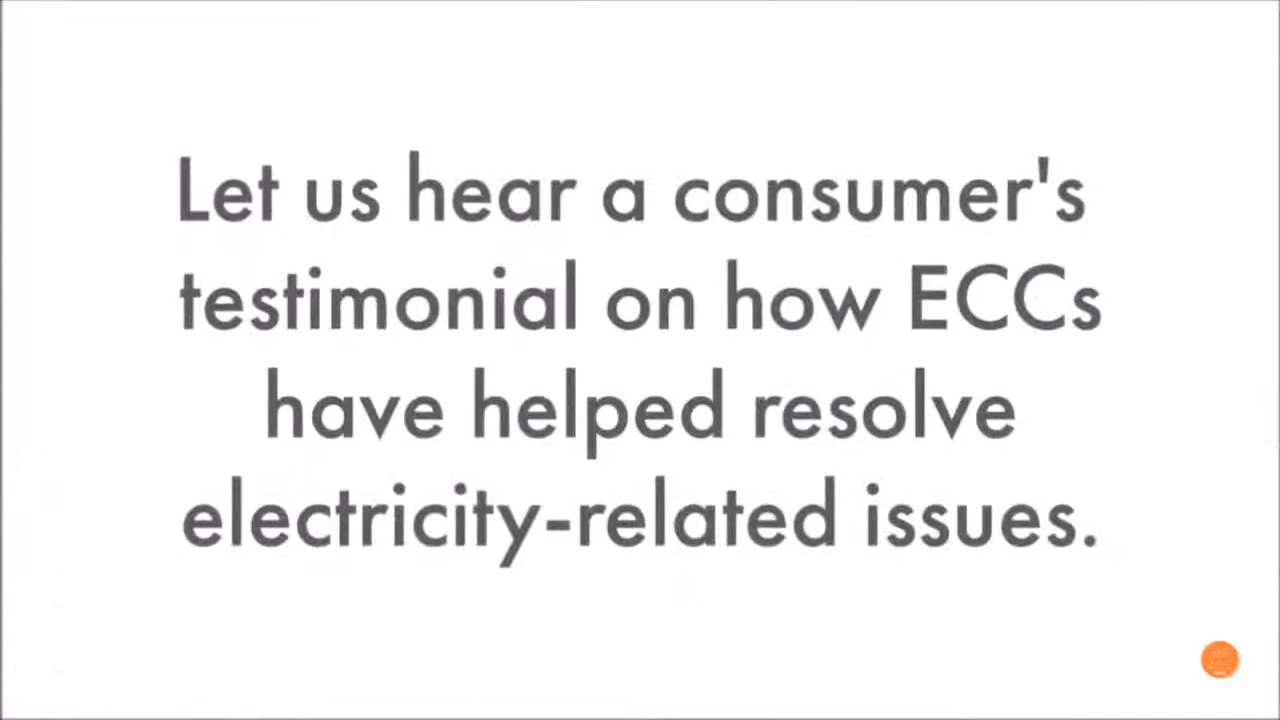 Let us hear a consumer's
testimonial on how ECCs
have helped resolve
electricity-related issues.